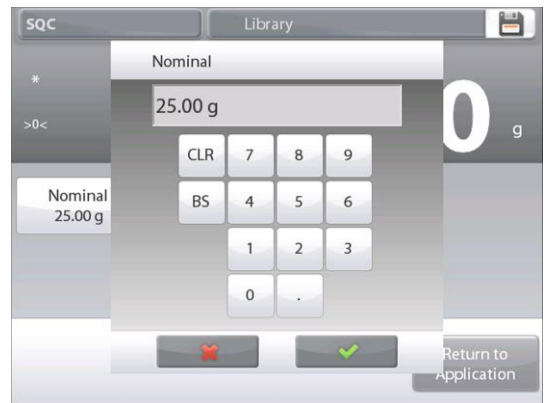 SQC
Library
Nominal
*
>0<
25.00 g
0
g
CLR 7 8 9
BS 4 5 6
1 2 3
0 .
Nominal
25.00 g
Return to
Application